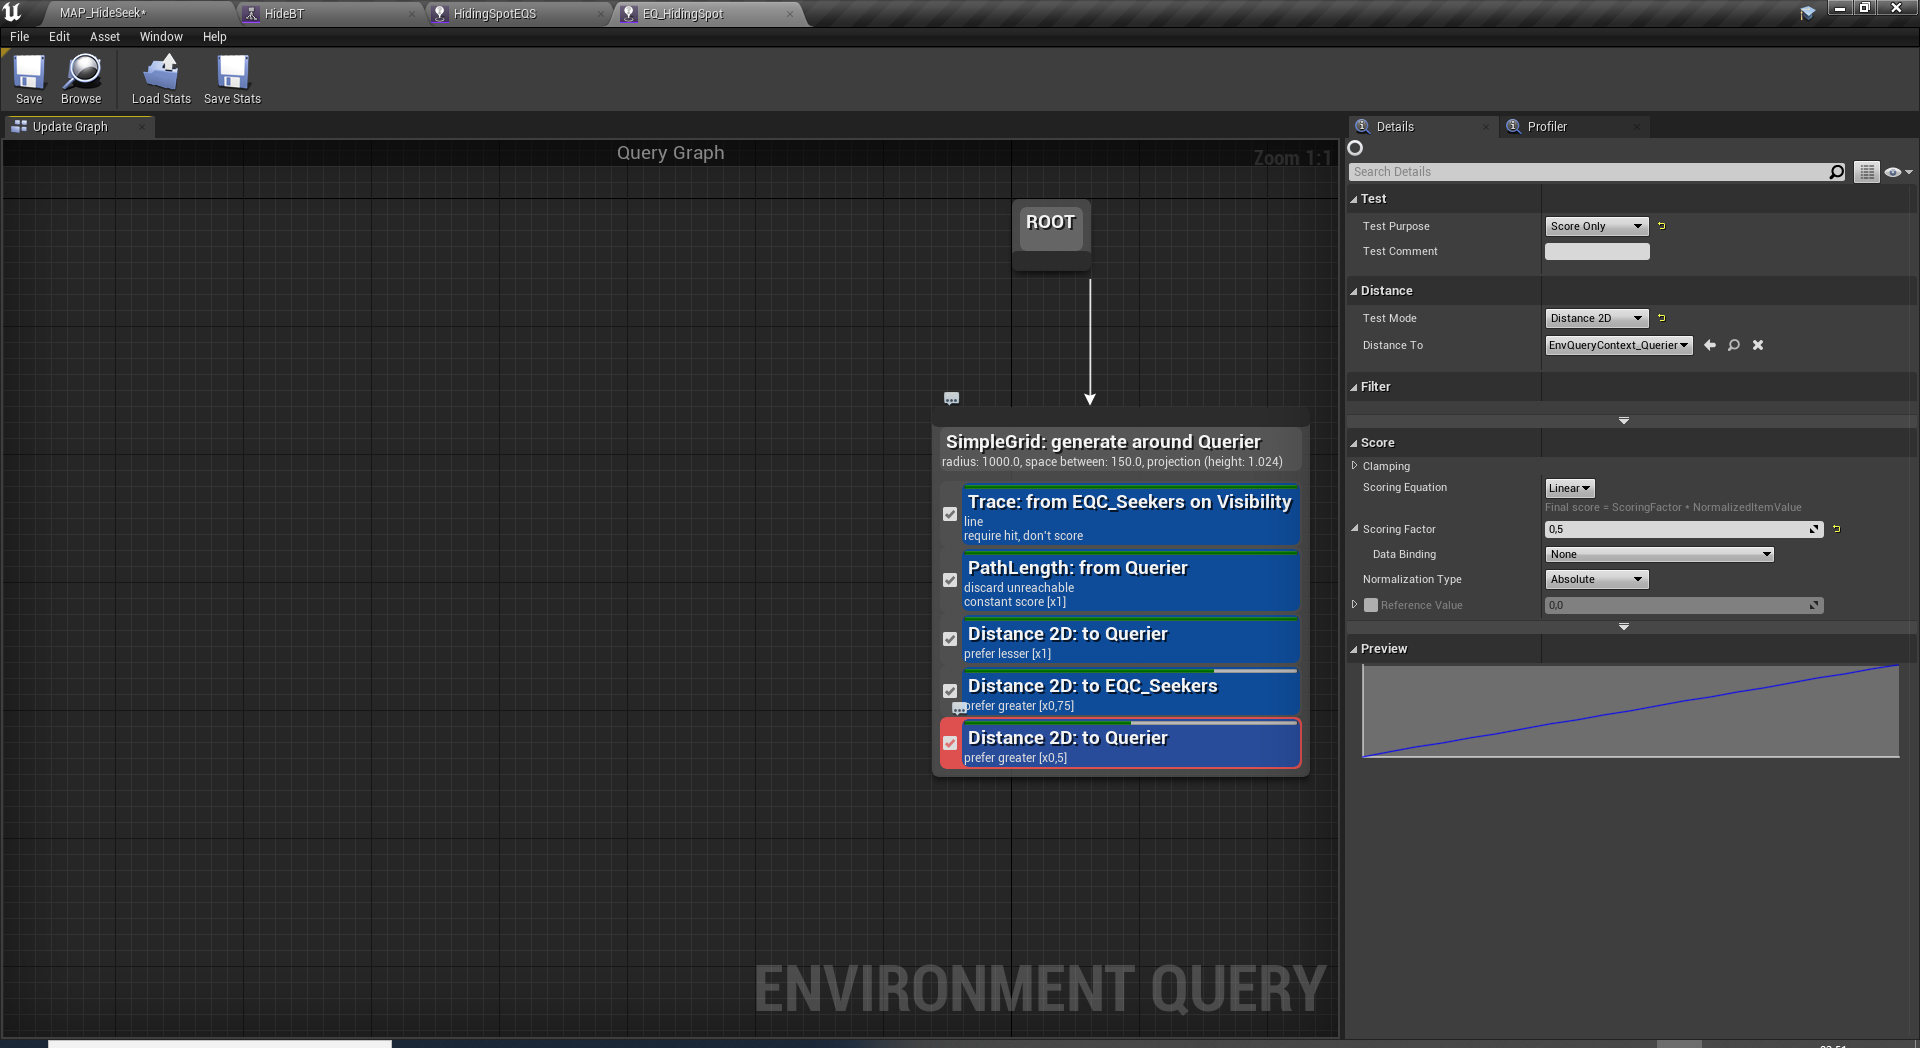 MAP_HideSeek*
HideBT
HidingSpotEQS
EQ_HidingSpot
File Edit Asset Window Help
Save Browse Load Stats Save Stats
Update Graph
Query Graph
Zoom 1:1
ROOT
SimpleGrid: generate around Querier
radius: 1000.0, space between: 150.0, projection (height: 1.024)
Trace: from EQC_Seekers on Visibility
line
require hit, don't score
PathLength: from Querier
discard unreachable
constant score [x1]
Distance 2D: to Querier
prefer lesser [x1]
Distance 2D: to EQC_Seekers
prefer greater [x0,75]
Distance 2D: to Querier
prefer greater [x0,5]
ENVIRONMENT QUERY
Details
Profiler
Search Details
Test
Test Purpose Score Only
Test Comment
Distance
Test Mode Distance 2D
Distance To EnvQueryContext_Querier
Filter
Score
Clamping
Scoring Equation Linear
Final score = ScoringFactor * NormalizedItemValue
Scoring Factor 0,5
Data Binding None
Normalization Type Absolute
Reference Value 0,0
Preview